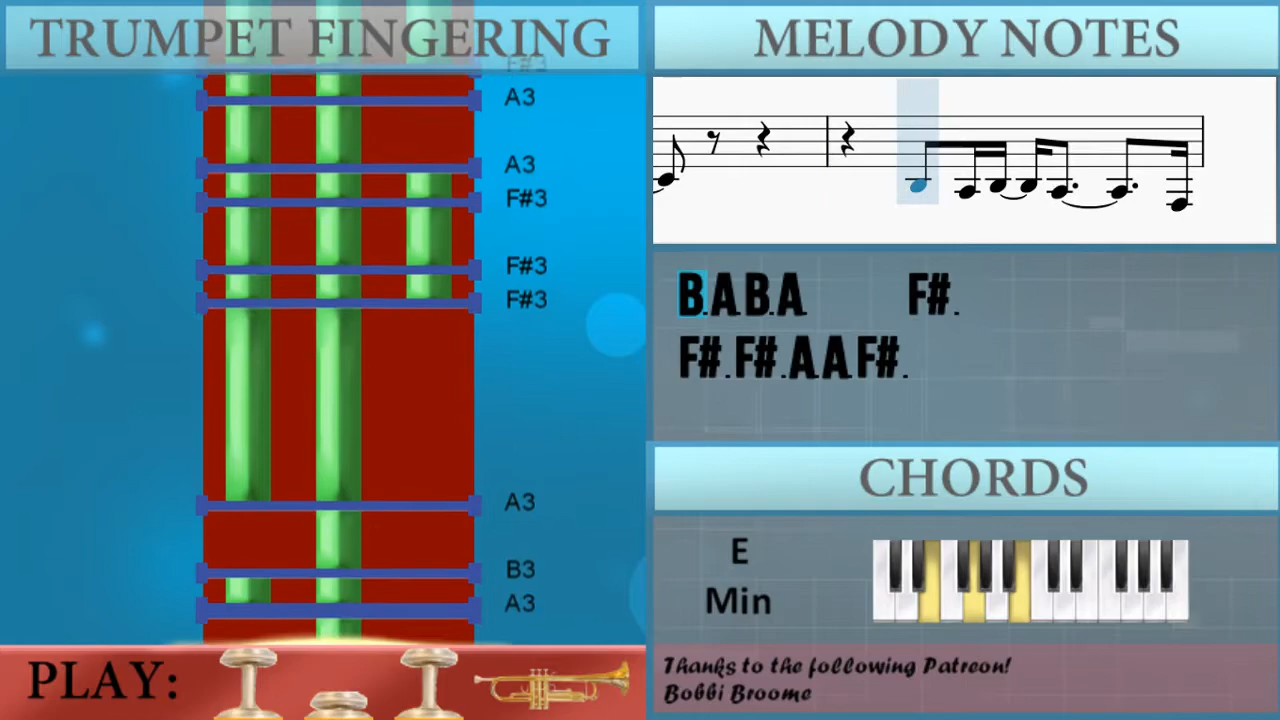 TRUMPET FINGERING
F#3
A3
A3
F#3
F#3
F#3
A3
B3
A3
PLAY:
MELODY NOTES
B.A.B.A F#.
F#.F#.A.A.F#.
CHORDS
E
Min
Thanks to the following Patreon!
Bobbi Broome